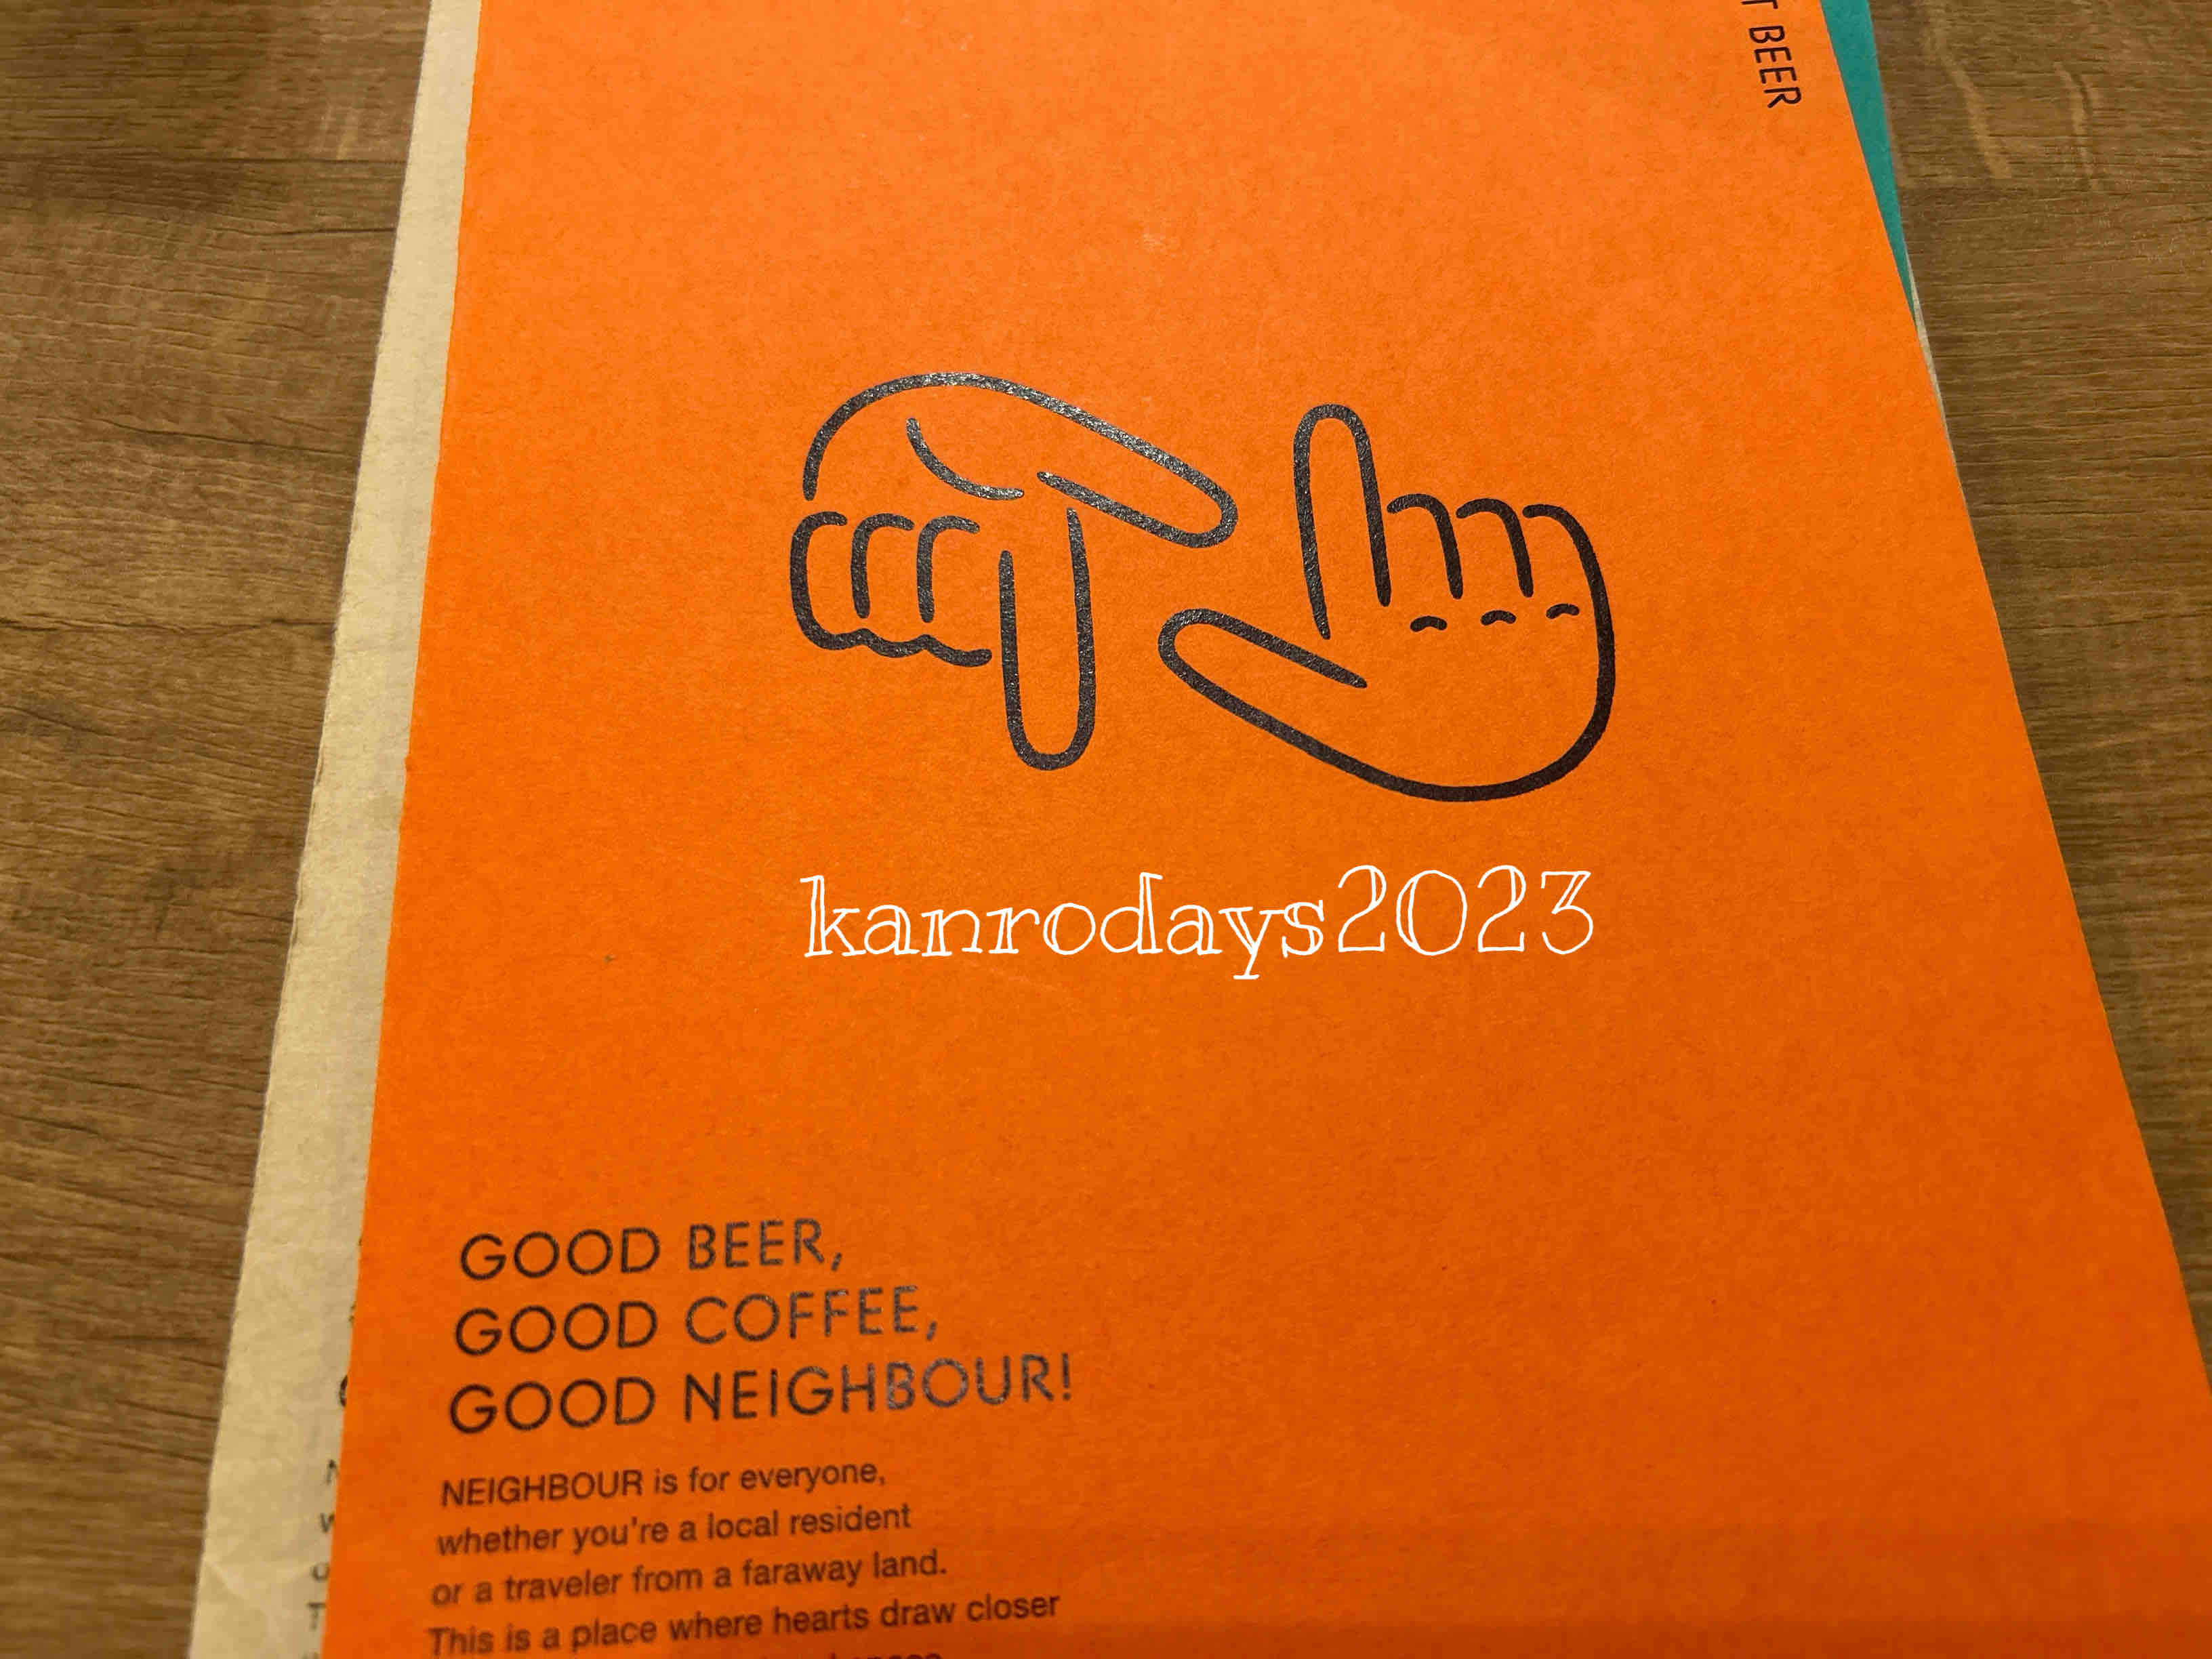 BEER
kanrodays2023
GOOD BEER,
GOOD COFFEE,
GOOD NEIGHBOUR!
NEIGHBOUR is for everyone,
whether you're a local resident
or a traveler from a faraway land.
This is a place where hearts draw closer